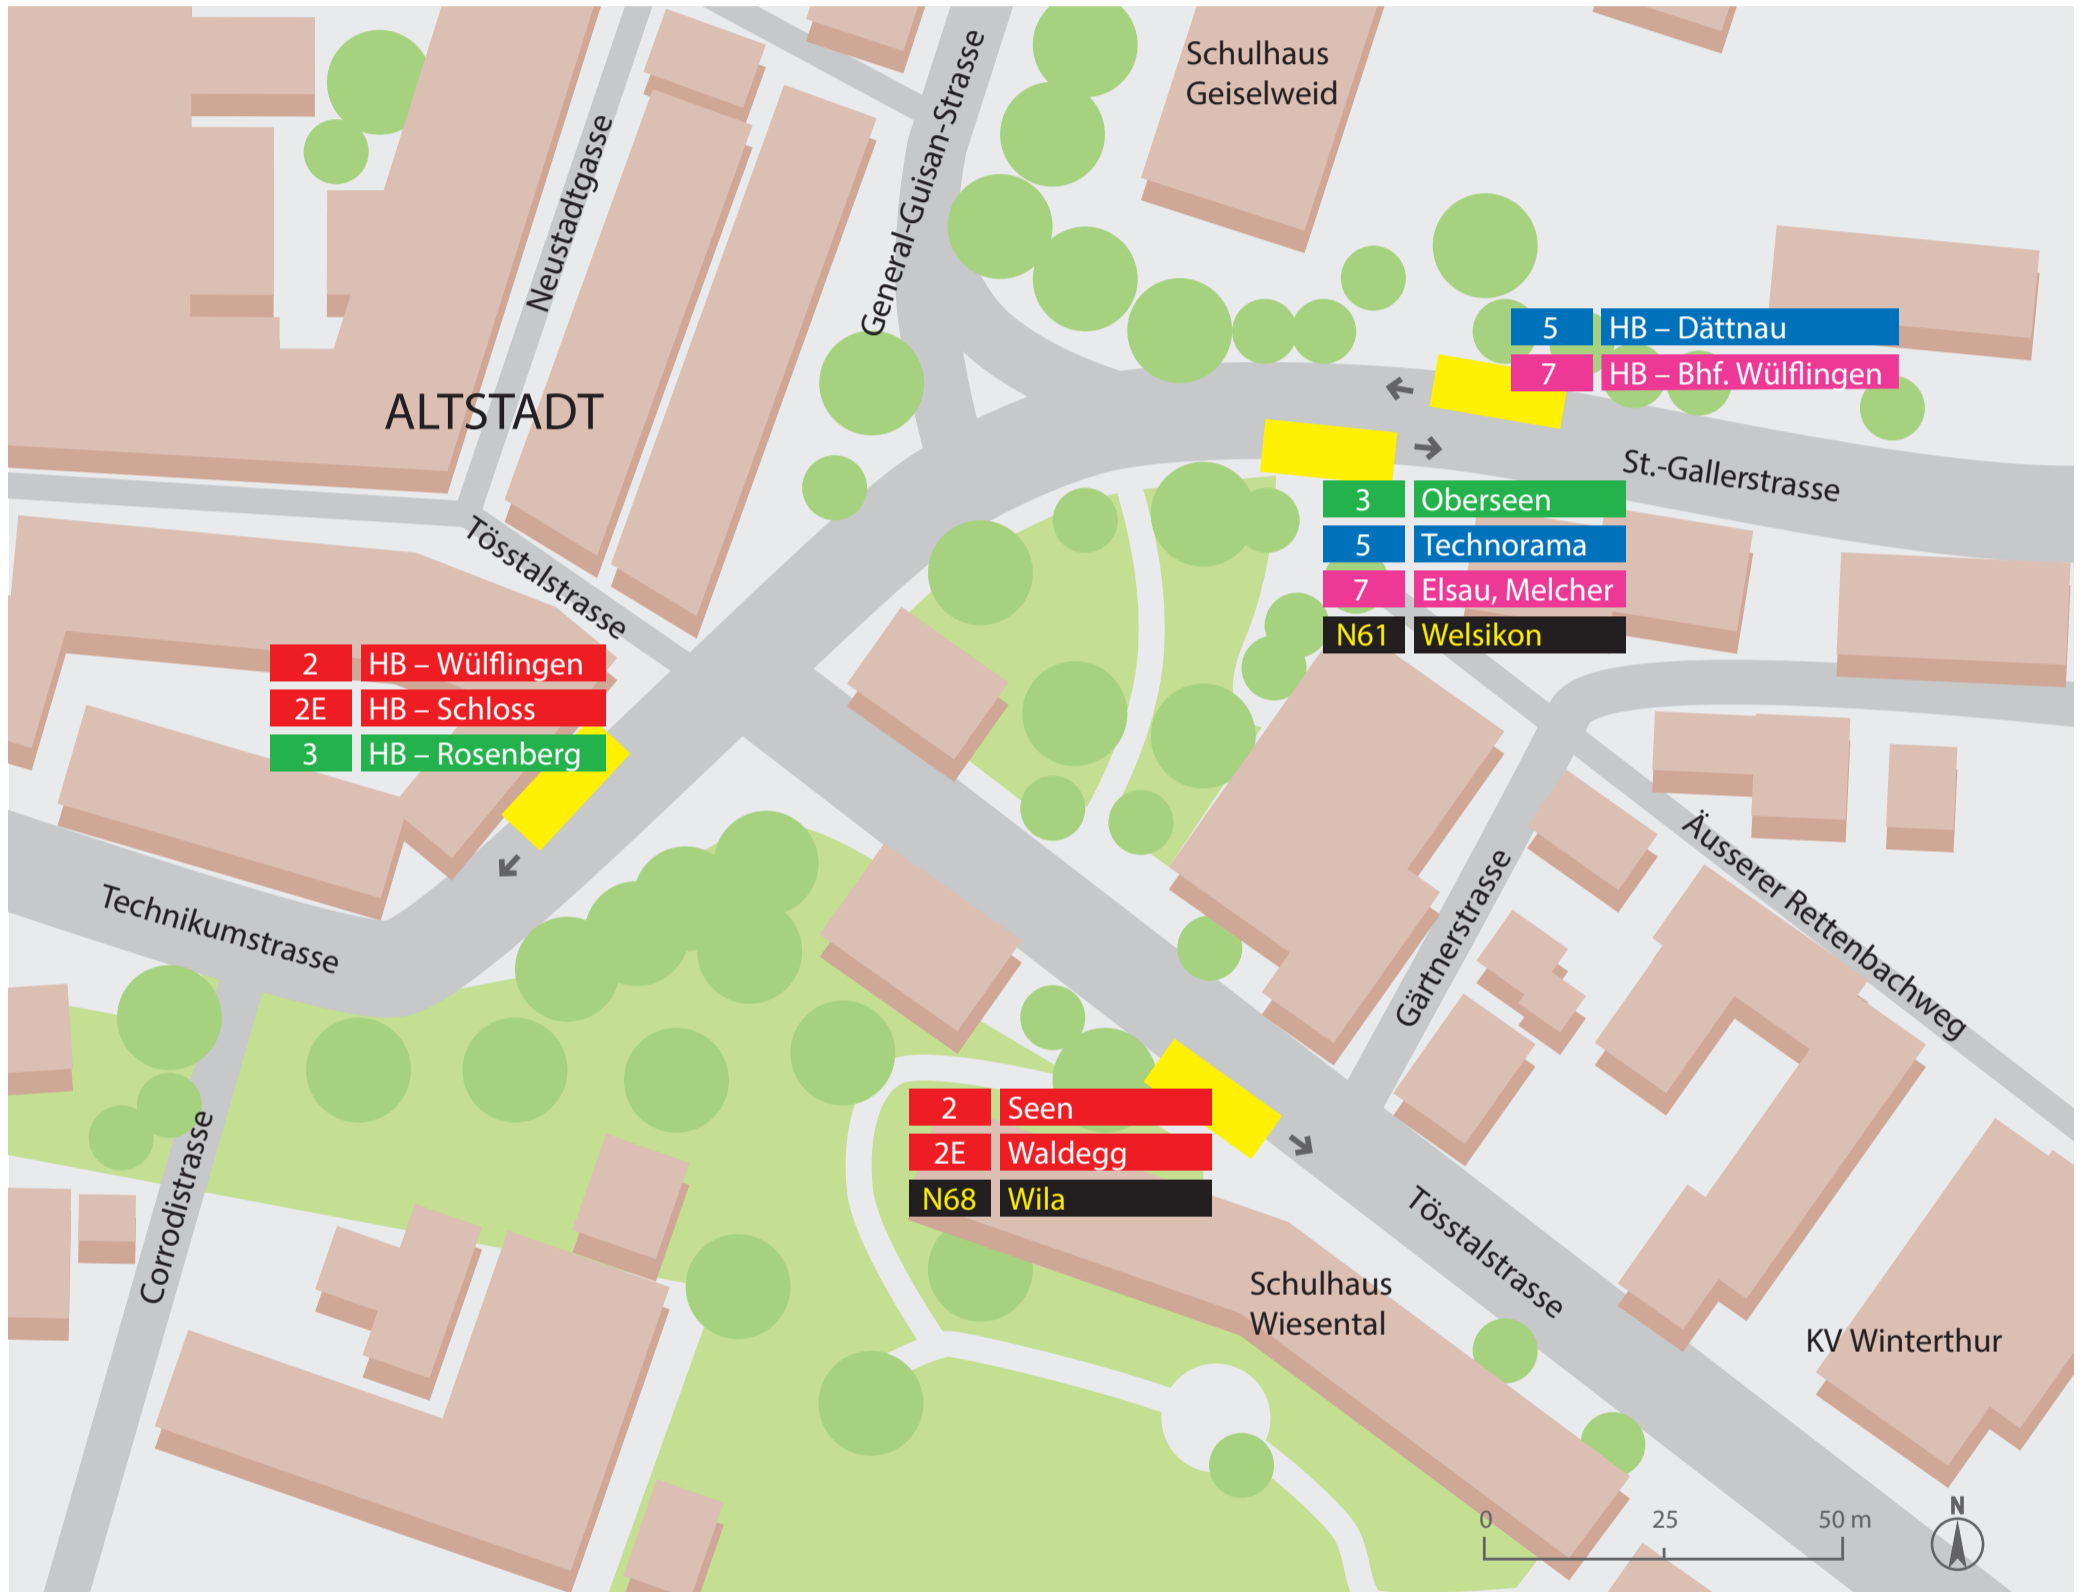 Schulhaus
Geiselweid
General-Guisan-Strasse
Neustadtgasse
5 HB – Dättnau
7 HB – Bhf. Wülflingen
ALTSTADT
St.-Gallerstrasse
3 Oberseen
5 Technorama
7 Elsau, Melcher
N61 Welsikon
Tösstalstrasse
2 HB – Wülflingen
2E HB – Schloss
3 HB – Rosenberg
Technikumstrasse
Äusserer Rettenbachweg
Gärtnerstrasse
2 Seen
2E Waldegg
N68 Wila
Corrodistrasse
Tösstalstrasse
Schulhaus
Wiesental
KV Winterthur
0 25 50 m
N